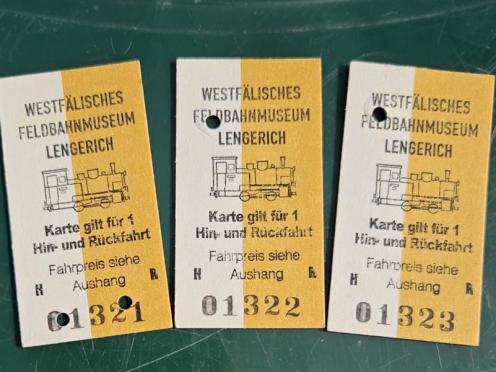 WESTFÄLISCHES
FELDBAHNMUSEUM
LENGERICH
Karte gilt für 1
Hin- und Rückfahrt
Fahrpreis siehe
H Aushang R
01321
WESTFÄLISCHES
FELDBAHNMUSEUM
LENGERICH
Karte gilt für 1
Hin- und Rückfahrt
Fahrpreis siehe
H Aushang R
01322
WESTFÄLISCHES
FELDBAHNMUSEUM
LENGERICH
Karte gilt für 1
Hin- und Rückfahrt
Fahrpreis siehe
H Aushang R
01323